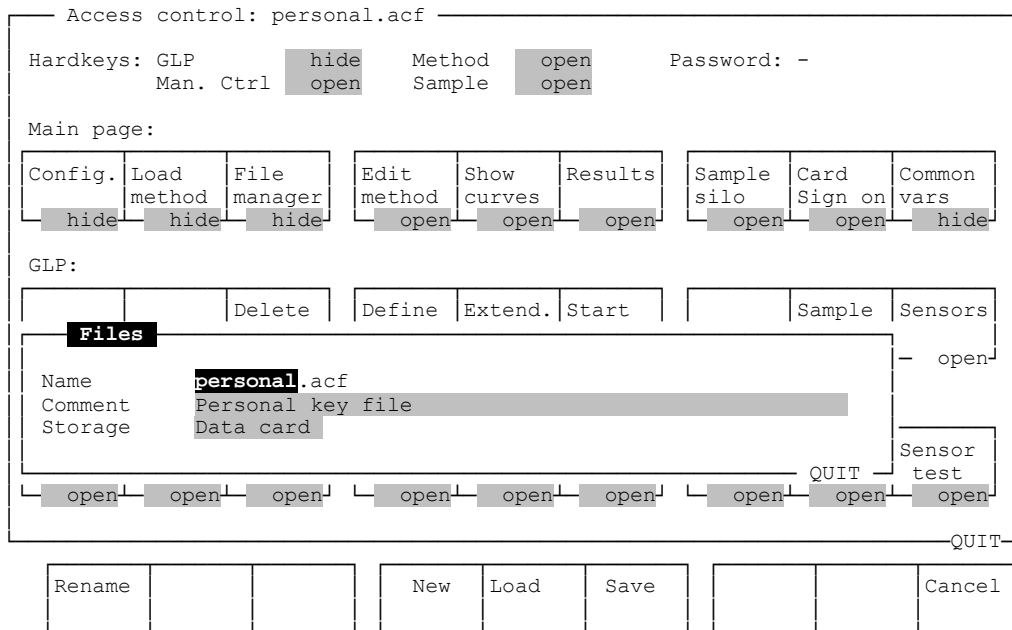 Access control: personal.acf
Hardkeys: GLP hide Method open Password: -
Man. Ctrl open Sample open
Main page:
Config. Load File Edit Show Results Sample Card Common
method manager method curves silo Sign on vars
hide hide hide open open open open open hide
GLP:
Delete Define Extend. Start Sample Sensors
Files
open
Name personal.acf
Comment Personal key file
Storage Data card
Sensor
QUIT test
open open open open open open open open open
QUIT
Rename New Load Save Cancel